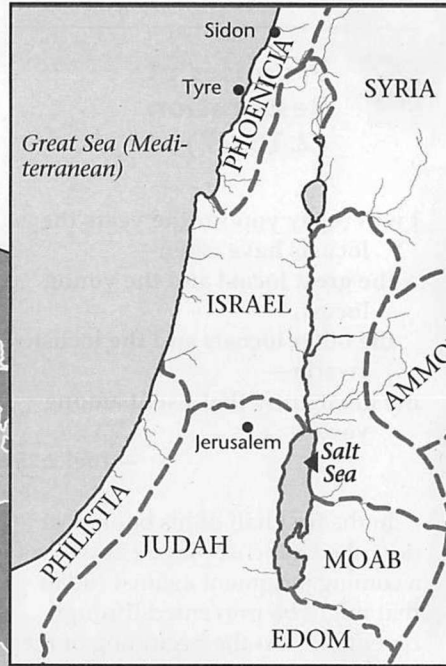 Sidon
Tyre
PHOENICIA
SYRIA
Great Sea (Medi-
terranean)
ISRAEL
AMMO
Jerusalem
Salt
Sea
PHILISTIA
JUDAH
MOAB
EDOM